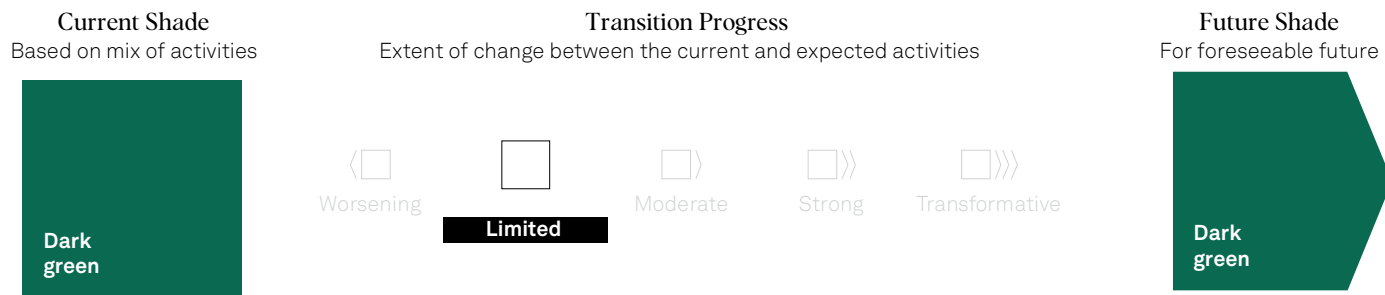 Current Shade
Based on mix of activities
Dark
green
Transition Progress
Extent of change between the current and expected activities
Worsening
Limited
Moderate
Strong
Transformative
Future Shade
For foreseeable future
Dark
green